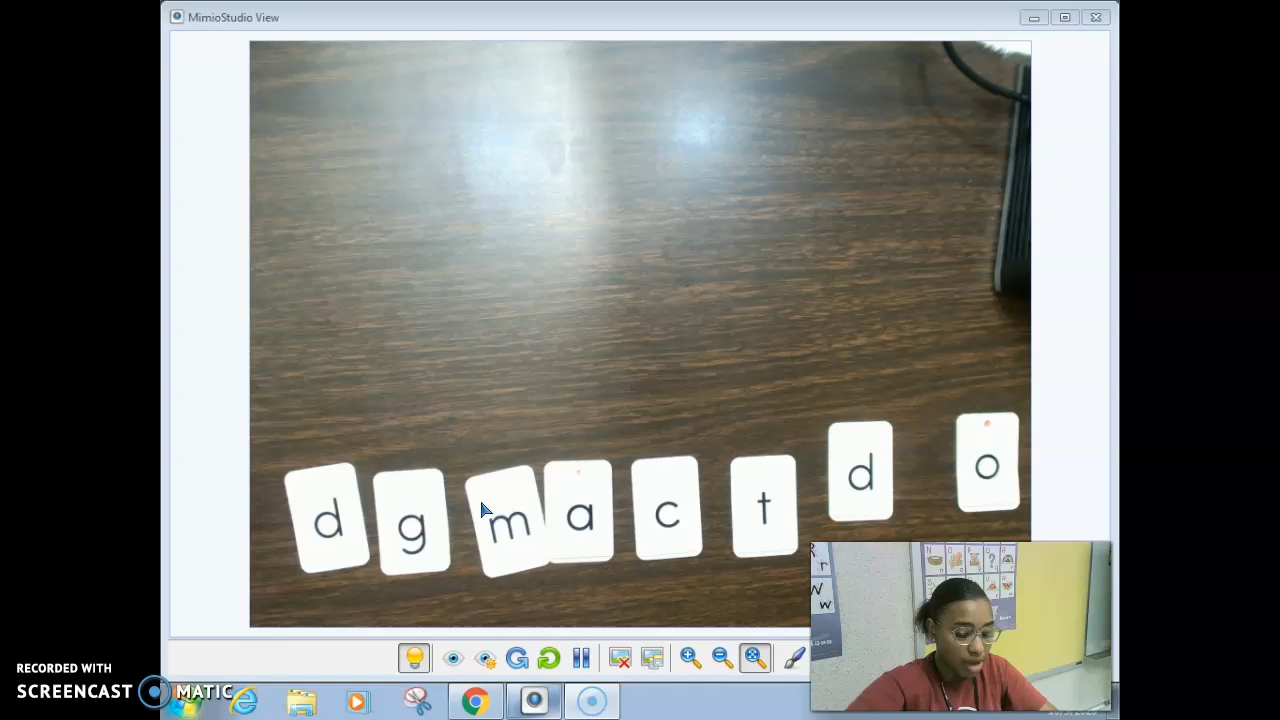 MimioStudio View
d g m a c t d o
N O P Q R
r
S
W
w
RECORDED WITH
SCREENCAST MATIC